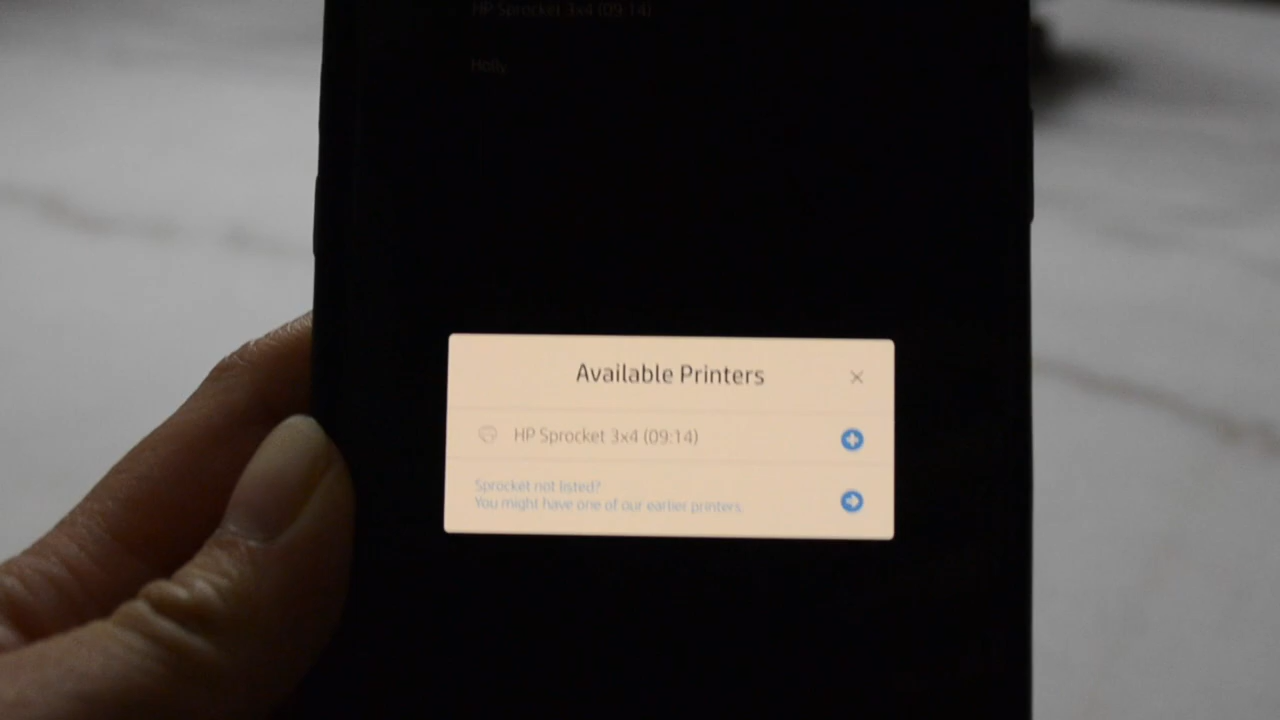 HP Sprocket 3x4 (09:14)
Holly
Available Printers
HP Sprocket 3x4 (09:14)
Sprocket not listed?
You might have one of our earlier printers.